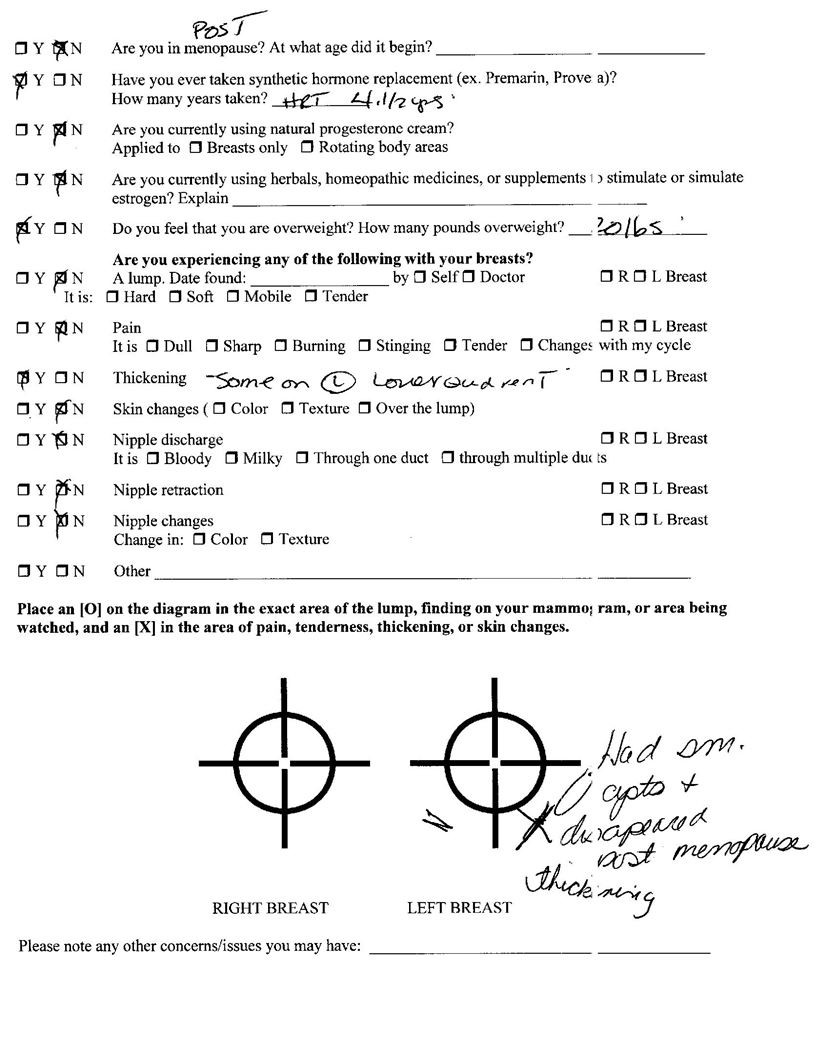 POST
☐ Y ☒ N Are you in menopause? At what age did it begin?
☒ Y ☐ N Have you ever taken synthetic hormone replacement (ex. Premarin, Prove a)?
How many years taken? HRT 4.1/2 yrs
☐ Y ☒ N Are you currently using natural progesterone cream?
Applied to ☐ Breasts only ☐ Rotating body areas
☐ Y ☒ N Are you currently using herbals, homeopathic medicines, or supplements to stimulate or simulate
estrogen? Explain
☒ Y ☐ N Do you feel that you are overweight? How many pounds overweight? 20lbs
Are you experiencing any of the following with your breasts?
☐ Y ☒ N A lump. Date found: by ☐ Self ☐ Doctor ☐ R ☐ L Breast
It is: ☐ Hard ☐ Soft ☐ Mobile ☐ Tender
☐ Y ☒ N Pain ☐ R ☐ L Breast
It is ☐ Dull ☐ Sharp ☐ Burning ☐ Stinging ☐ Tender ☐ Changes with my cycle
☒ Y ☐ N Thickening - Some on Ⓛ Lower ☐ R ☐ L Breast
☐ Y ☒ N Skin changes ( ☐ Color ☐ Texture ☐ Over the lump)
☐ Y ☒ N Nipple discharge ☐ R ☐ L Breast
It is ☐ Bloody ☐ Milky ☐ Through one duct ☐ through multiple ducts
☐ Y ☒ N Nipple retraction ☐ R ☐ L Breast
☐ Y ☒ N Nipple changes ☐ R ☐ L Breast
Change in: ☐ Color ☐ Texture
☐ Y ☐ N Other
Place an [O] on the diagram in the exact area of the lump, finding on your mammogram, or area being
watched, and an [X] in the area of pain, tenderness, thickening, or skin changes.
Had sm.
cysts +
disapeared
post menopause
thickening
N
X
RIGHT BREAST LEFT BREAST
Please note any other concerns/issues you may have: